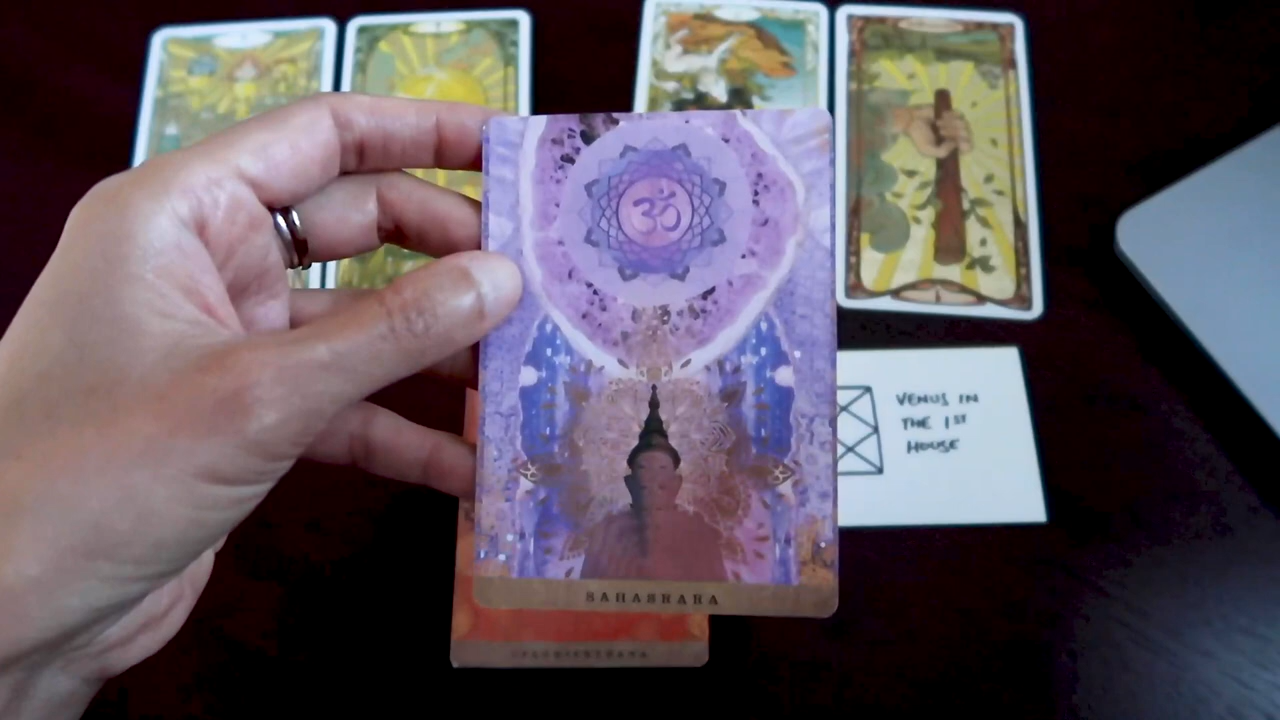 ॐ
VENUS IN
THE 1ST
HOUSE
SAHASRARA